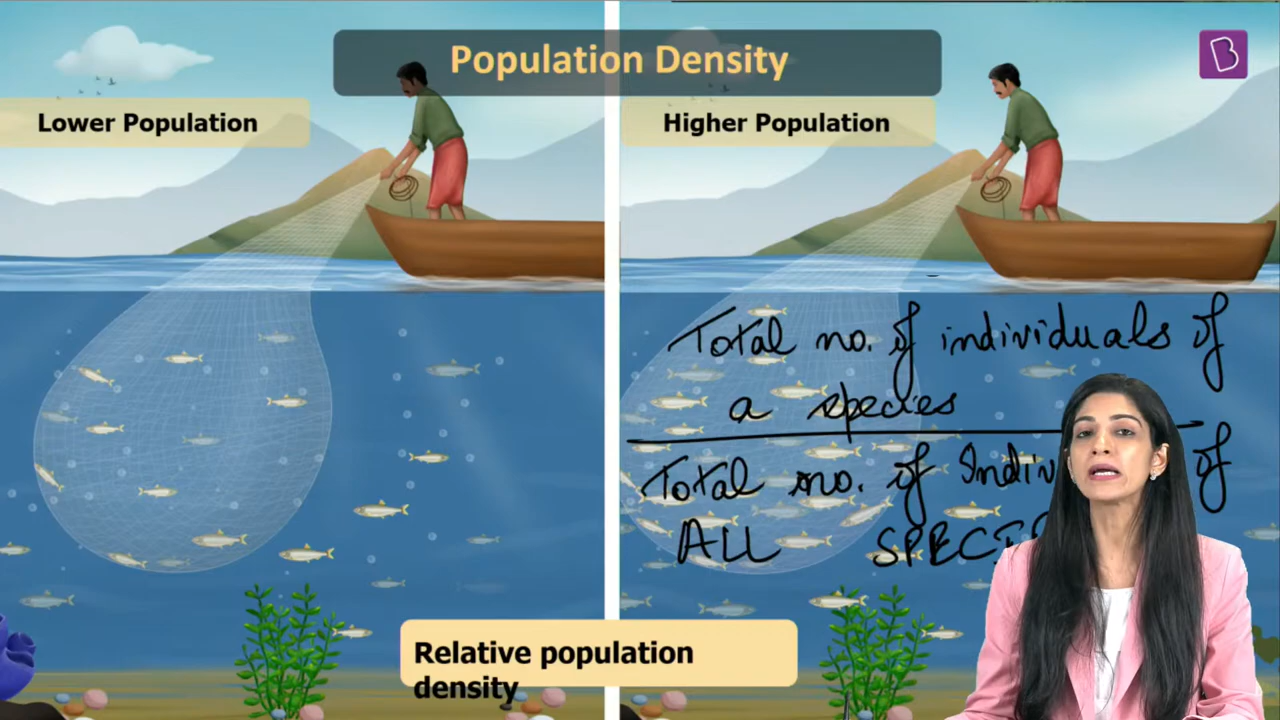 Population Density
Lower Population
Higher Population
Total no. of individuals of
a species
Total no. of of
ALL
Relative population
density